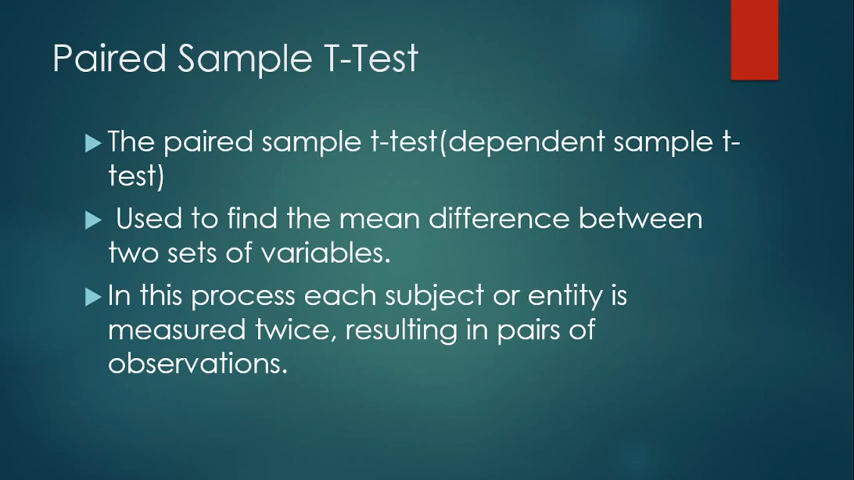 Paired Sample T-Test
The paired sample t-test(dependent sample t-
test)
Used to find the mean difference between
two sets of variables.
In this process each subject or entity is
measured twice, resulting in pairs of
observations.